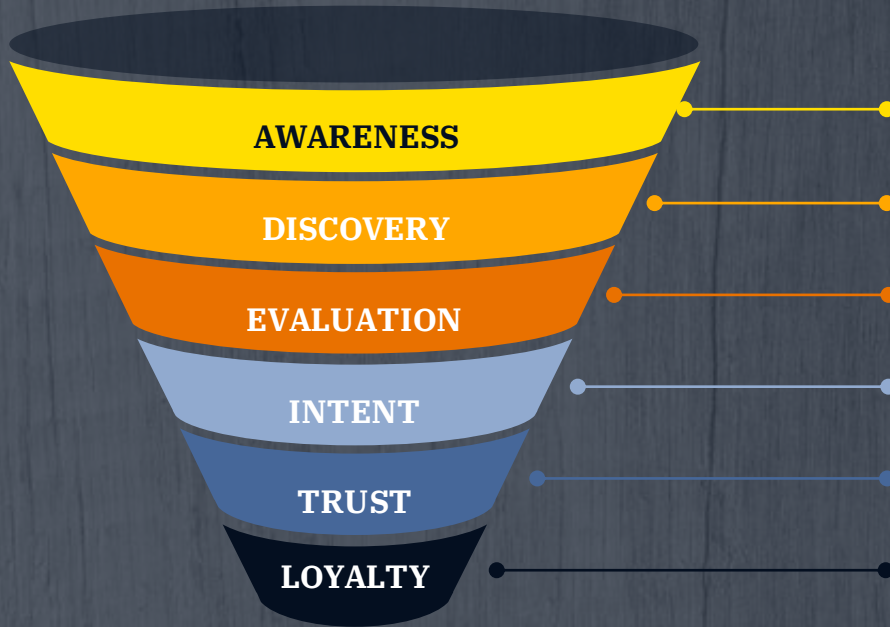 AWARENESS
DISCOVERY
EVALUATION
INTENT
TRUST
LOYALTY